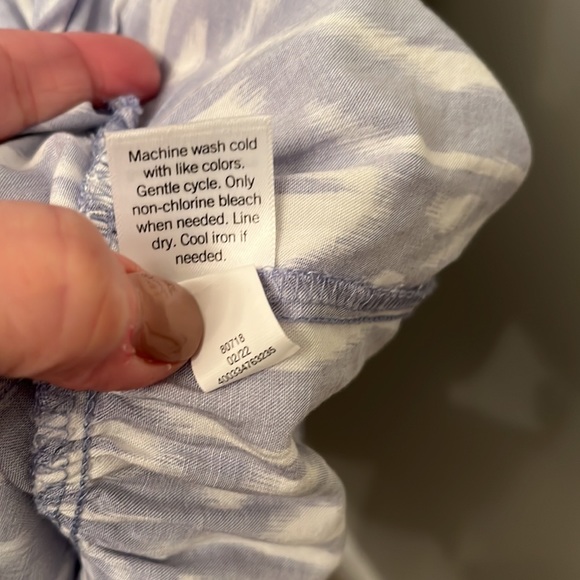 Machine wash cold
with like colors.
Gentle cycle. Only
non-chlorine bleach
when needed. Line
dry. Cool iron if
needed.
80718
02/22
400334763235